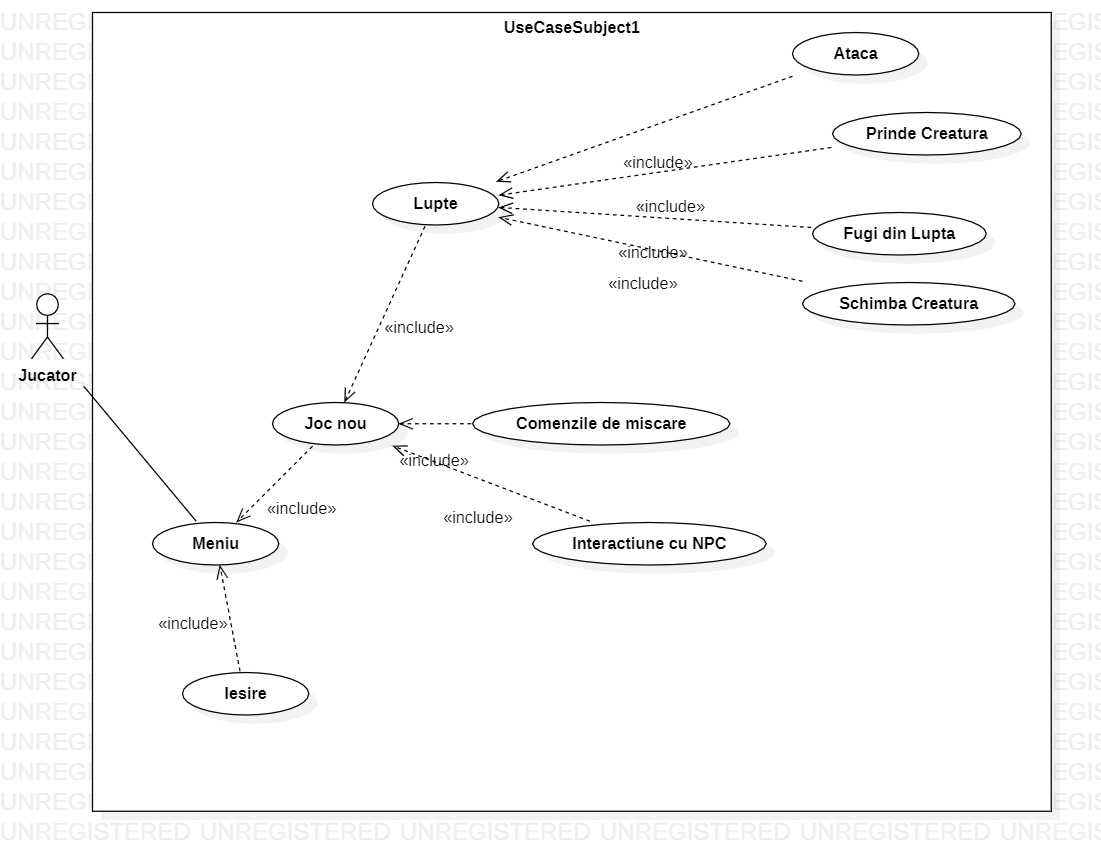 UseCaseSubject1
Ataca
Prinde Creatura
«include»
Lupte
«include»
Fugi din Lupta
«include»
«include»
Schimba Creatura
«include»
Jucator
Joc nou
Comenzile de miscare
«include»
«include»
«include»
Meniu
Interactiune cu NPC
«include»
Iesire
UNREGISTERED UNREGISTERED UNREGISTERED UNREGISTERED UNREGISTERED UNREGIS